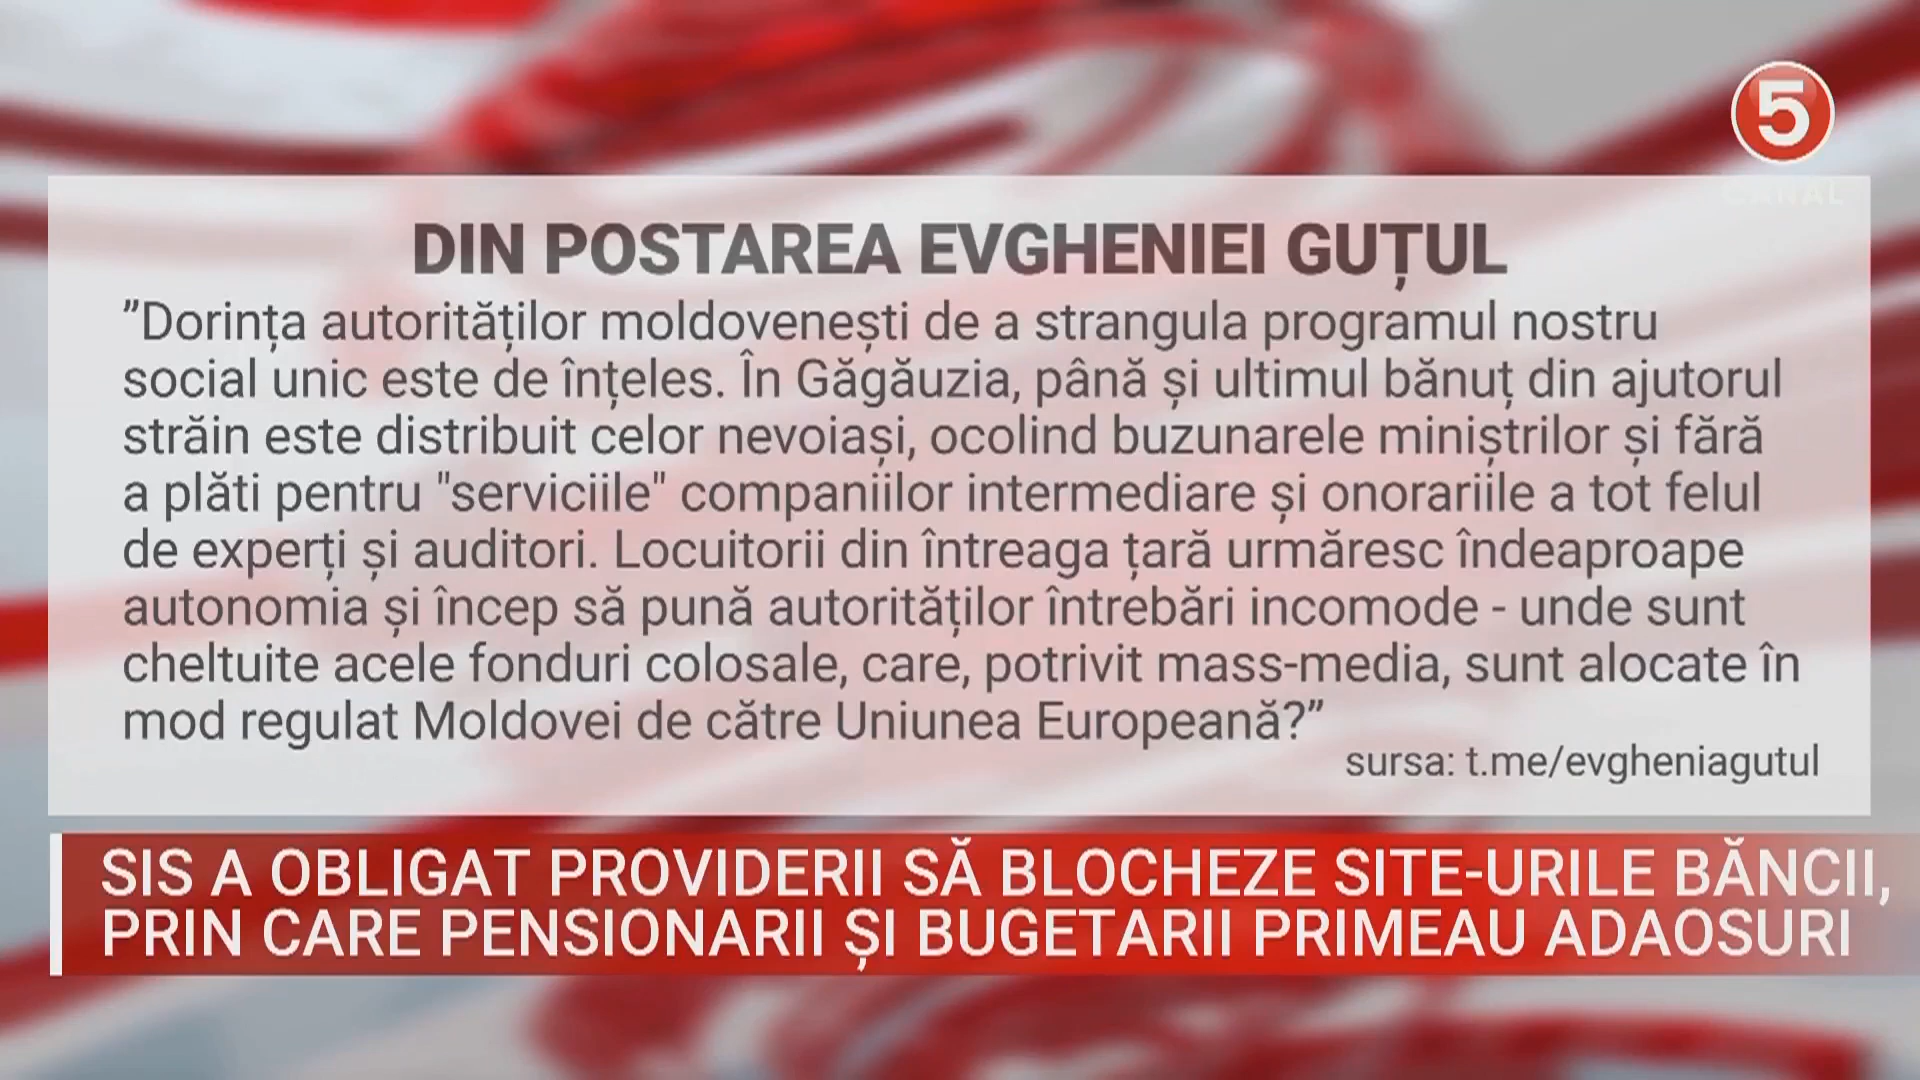 5
CANAL
DIN POSTAREA EVGHENIEI GUȚUL
”Dorința autorităților moldovenești de a strangula programul nostru
social unic este de înțeles. În Găgăuzia, până și ultimul bănuț din ajutorul
străin este distribuit celor nevoiași, ocolind buzunarele miniștrilor și fără
a plăti pentru "serviciile" companiilor intermediare și onorariile a tot felul
de experți și auditori. Locuitorii din întreaga țară urmăresc îndeaproape
autonomia și încep să pună autorităților întrebări incomode - unde sunt
cheltuite acele fonduri colosale, care, potrivit mass-media, sunt alocate în
mod regulat Moldovei de către Uniunea Europeană?”
sursa: t.me/evgheniagutul
SIS A OBLIGAT PROVIDERII SĂ BLOCHEZE SITE-URILE BĂNCII,
PRIN CARE PENSIONARII ȘI BUGETARII PRIMEAU ADAOSURI